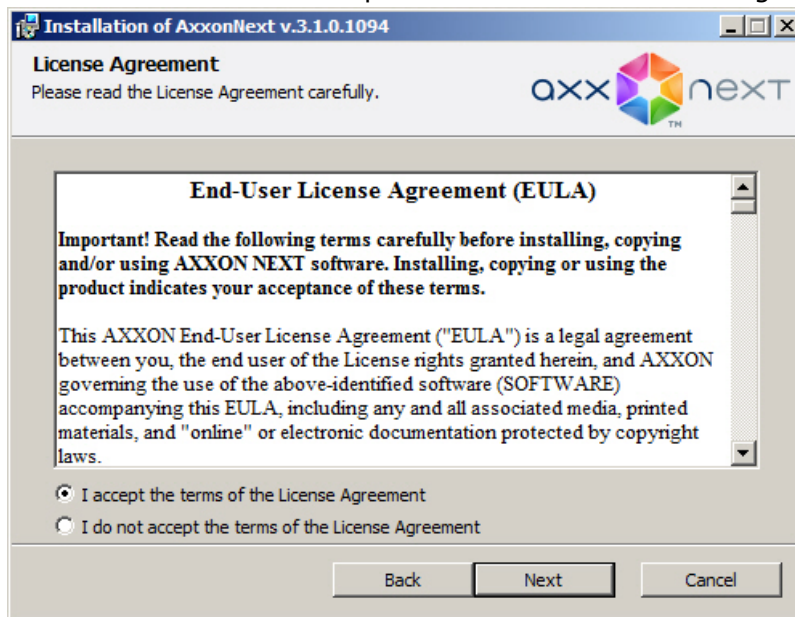 Installation of AxxonNext v.3.1.0.1094
License Agreement
Please read the License Agreement carefully.
axx next
TM
End-User License Agreement (EULA)
Important! Read the following terms carefully before installing, copying
and/or using AXXON NEXT software. Installing, copying or using the
product indicates your acceptance of these terms.
This AXXON End-User License Agreement ("EULA") is a legal agreement
between you, the end user of the License rights granted herein, and AXXON
governing the use of the above-identified software (SOFTWARE)
accompanying this EULA, including any and all associated media, printed
materials, and "online" or electronic documentation protected by copyright
laws.
I accept the terms of the License Agreement
I do not accept the terms of the License Agreement
Back Next Cancel